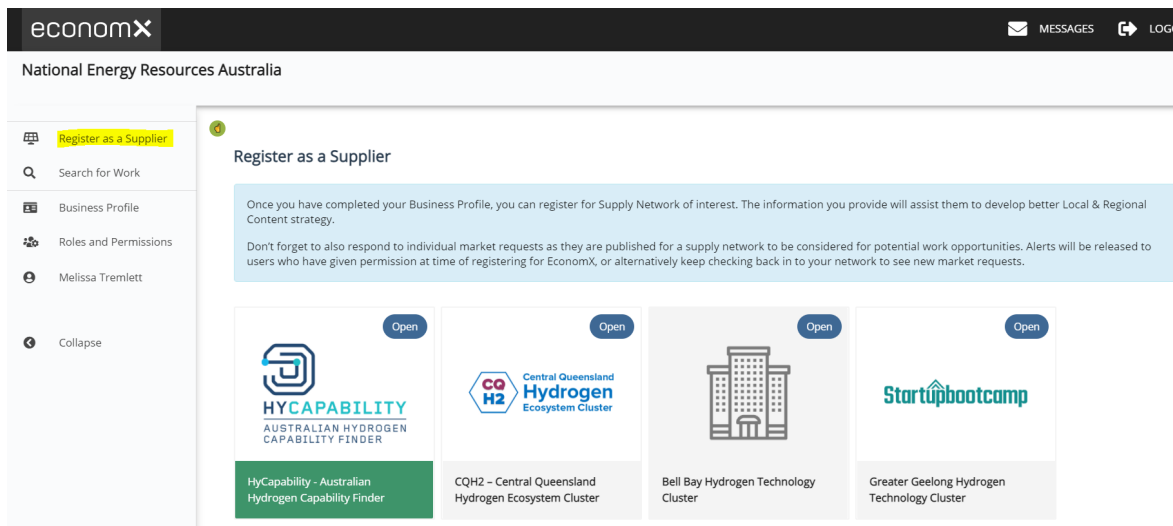 economX
MESSAGES
LOG
National Energy Resources Australia
Register as a Supplier
Search for Work
Business Profile
Roles and Permissions
Melissa Tremlett
Collapse
Register as a Supplier
Once you have completed your Business Profile, you can register for Supply Network of interest. The information you provide will assist them to develop better Local & Regional
Content strategy.
Don't forget to also respond to individual market requests as they are published for a supply network to be considered for potential work opportunities. Alerts will be released to
users who have given permission at time of registering for EconomX, or alternatively keep checking back in to your network to see new market requests.
Open
HYCAPABILITY
AUSTRALIAN HYDROGEN
CAPABILITY FINDER
HyCapability - Australian
Hydrogen Capability Finder
Open
CQ
H2
Central Queensland
Hydrogen
Ecosystem Cluster
CQH2 – Central Queensland
Hydrogen Ecosystem Cluster
Open
Bell Bay Hydrogen Technology
Cluster
Open
Startupbootcamp
Greater Geelong Hydrogen
Technology Cluster